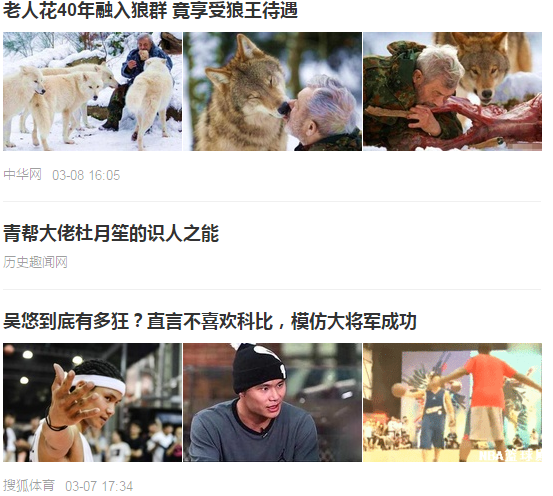 老人花40年融入狼群 竟享受狼王待遇
中华网 03-08 16:05
青帮大佬杜月笙的识人之能
历史趣闻网
吴悠到底有多狂？直言不喜欢科比，模仿大将军成功
搜狐体育 03-07 17:34